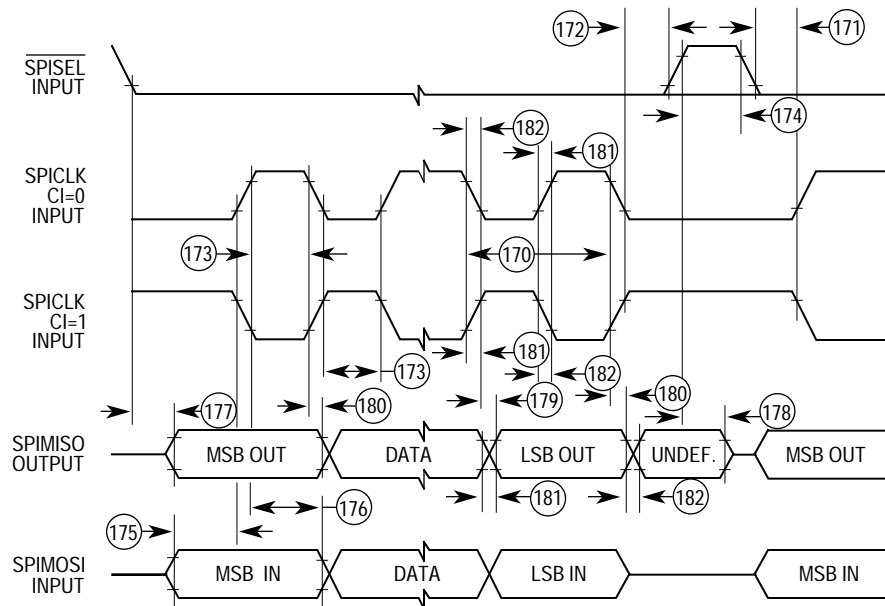 172
171
SPISEL
INPUT
174
182
181
SPICLK
CI=0
INPUT
173
170
SPICLK
CI=1
INPUT
181
173
182
177
180
179
180
178
SPIMISO
OUTPUT
MSB OUT
DATA
LSB OUT
UNDEF.
MSB OUT
176
181
182
175
SPIMOSI
INPUT
MSB IN
DATA
LSB IN
MSB IN